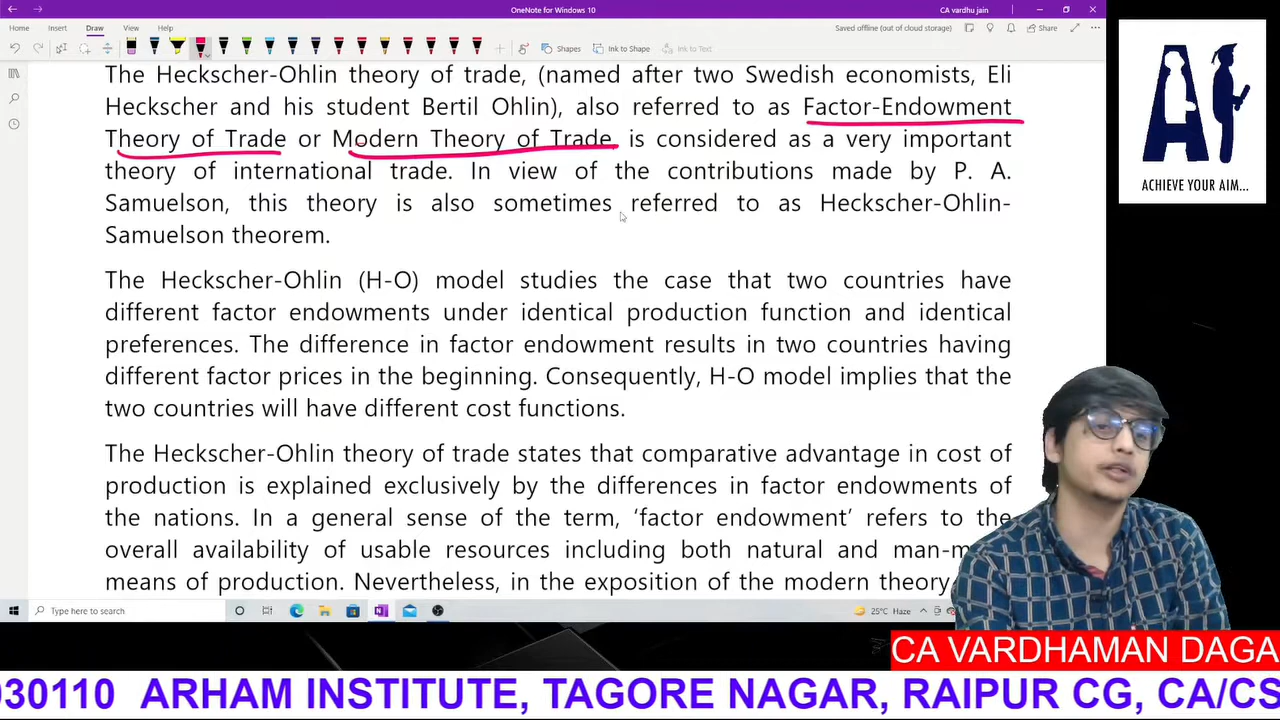 OneNote for Windows 10
CA vardhu jain
Home Insert Draw View Help
Saved offline (out of cloud storage)
Share
Shapes Ink to Shape Ink to Text
The Heckscher-Ohlin theory of trade, (named after two Swedish economists, Eli
Heckscher and his student Bertil Ohlin), also referred to as Factor-Endowment
Theory of Trade or Modern Theory of Trade, is considered as a very important
theory of international trade. In view of the contributions made by P. A.
Samuelson, this theory is also sometimes referred to as Heckscher-Ohlin-
Samuelson theorem.
The Heckscher-Ohlin (H-O) model studies the case that two countries have
different factor endowments under identical production function and identical
preferences. The difference in factor endowment results in two countries having
different factor prices in the beginning. Consequently, H-O model implies that the
two countries will have different cost functions.
The Heckscher-Ohlin theory of trade states that comparative advantage in cost of
production is explained exclusively by the differences in factor endowments of
the nations. In a general sense of the term, ‘factor endowment’ refers to the
overall availability of usable resources including both natural and man-m
means of production. Nevertheless, in the exposition of the modern theory
Type here to search
25°C Haze
AI
ACHIEVE YOUR AIM...
CA VARDHAMAN DAGA
030110 ARHAM INSTITUTE, TAGORE NAGAR, RAIPUR CG, CA/CS